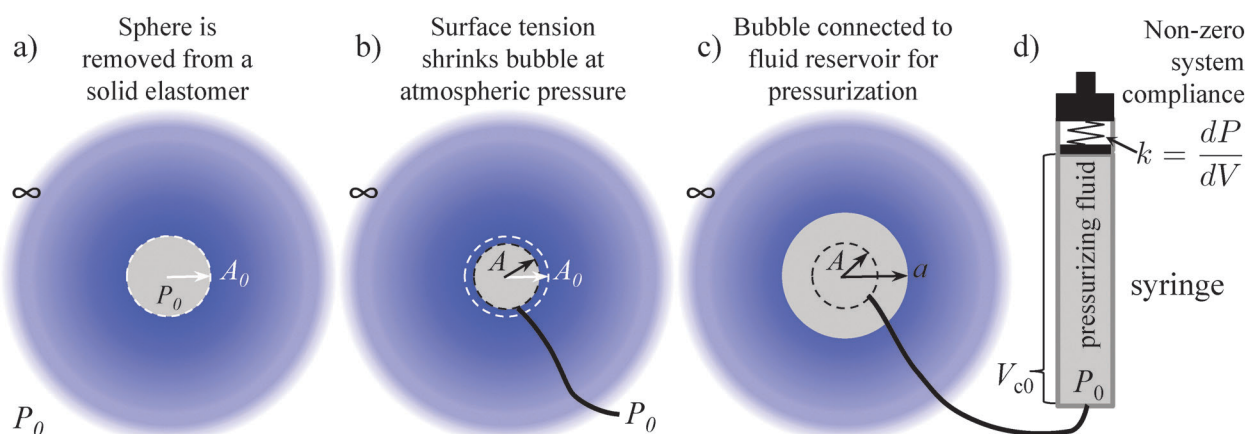 a)
Sphere is
removed from a
solid elastomer
∞
A₀
P₀
P₀
b)
Surface tension
shrinks bubble at
atmospheric pressure
∞
A
A₀
P₀
c)
Bubble connected to
fluid reservoir for
pressurization
∞
A
a
d)
Non-zero
system
compliance
k = dP/dV
pressurizing fluid
V_c0
P₀
syringe